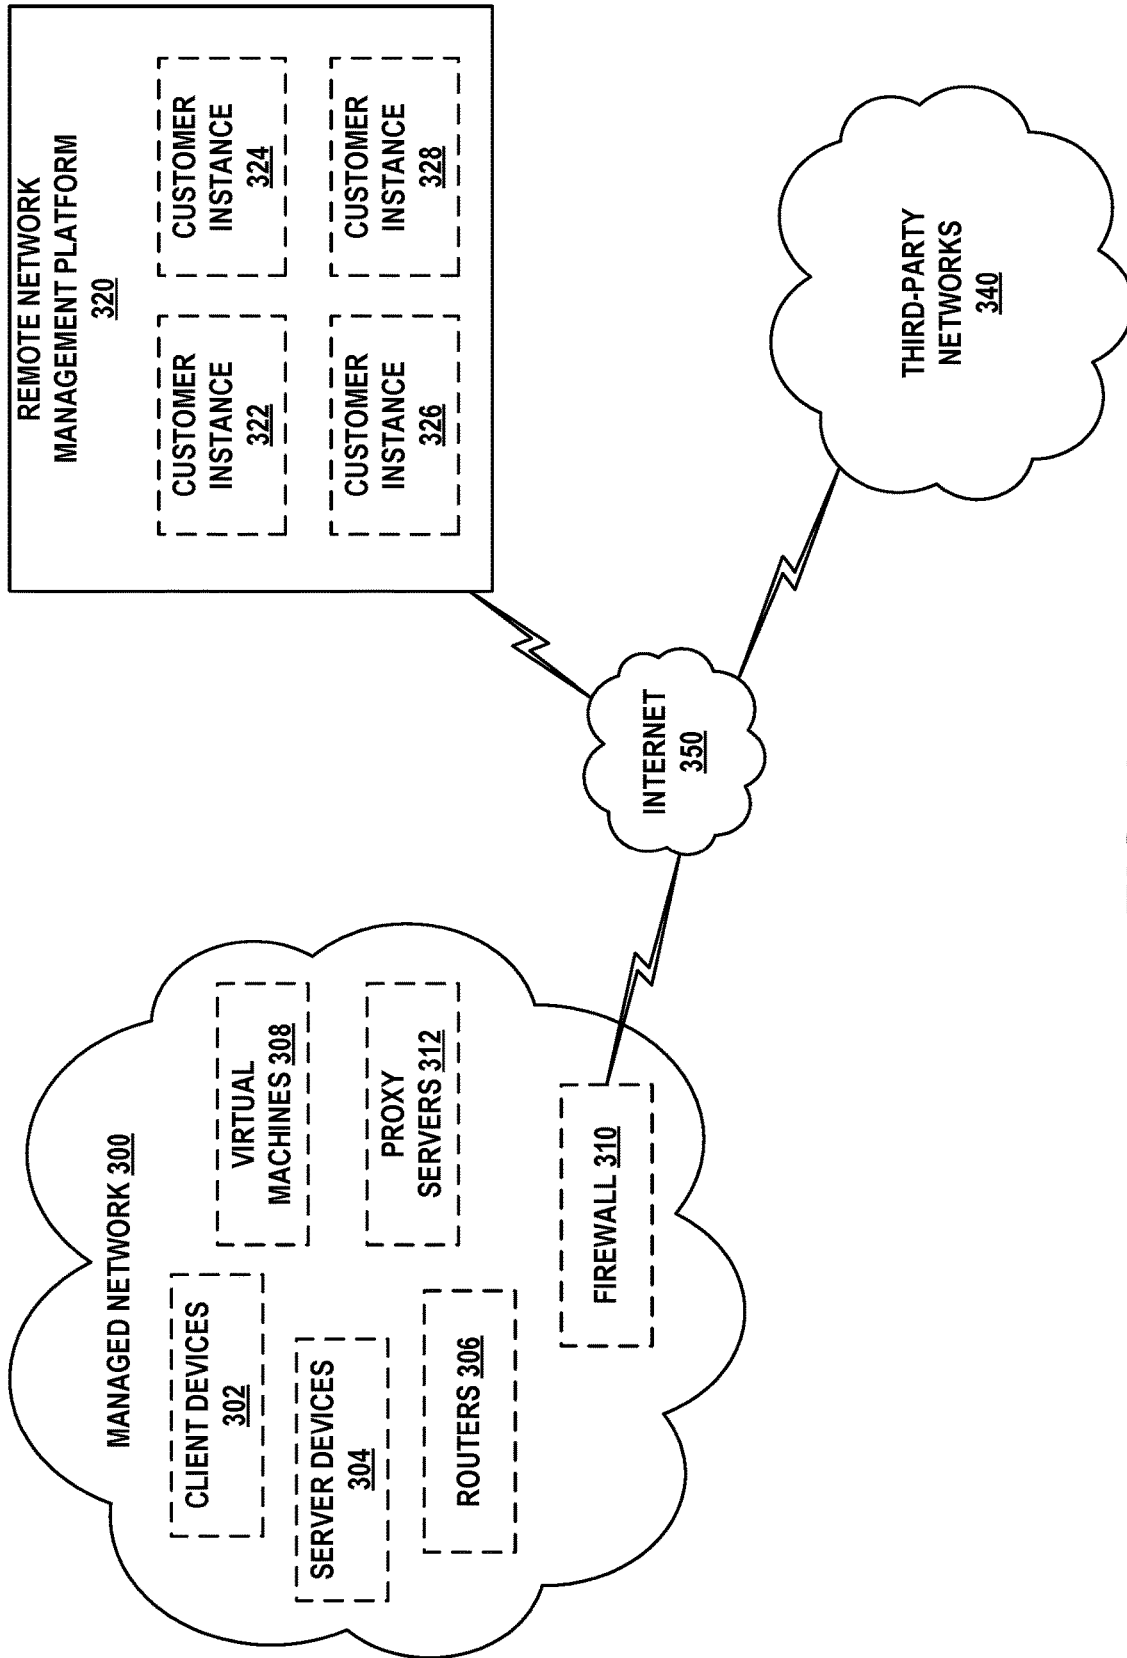 MANAGED NETWORK 300
CLIENT DEVICES
302
SERVER DEVICES
304
ROUTERS 306
VIRTUAL
MACHINES 308
PROXY
SERVERS 312
FIREWALL 310
INTERNET
350
REMOTE NETWORK
MANAGEMENT PLATFORM
320
CUSTOMER
INSTANCE
322
CUSTOMER
INSTANCE
324
CUSTOMER
INSTANCE
326
CUSTOMER
INSTANCE
328
THIRD-PARTY
NETWORKS
340